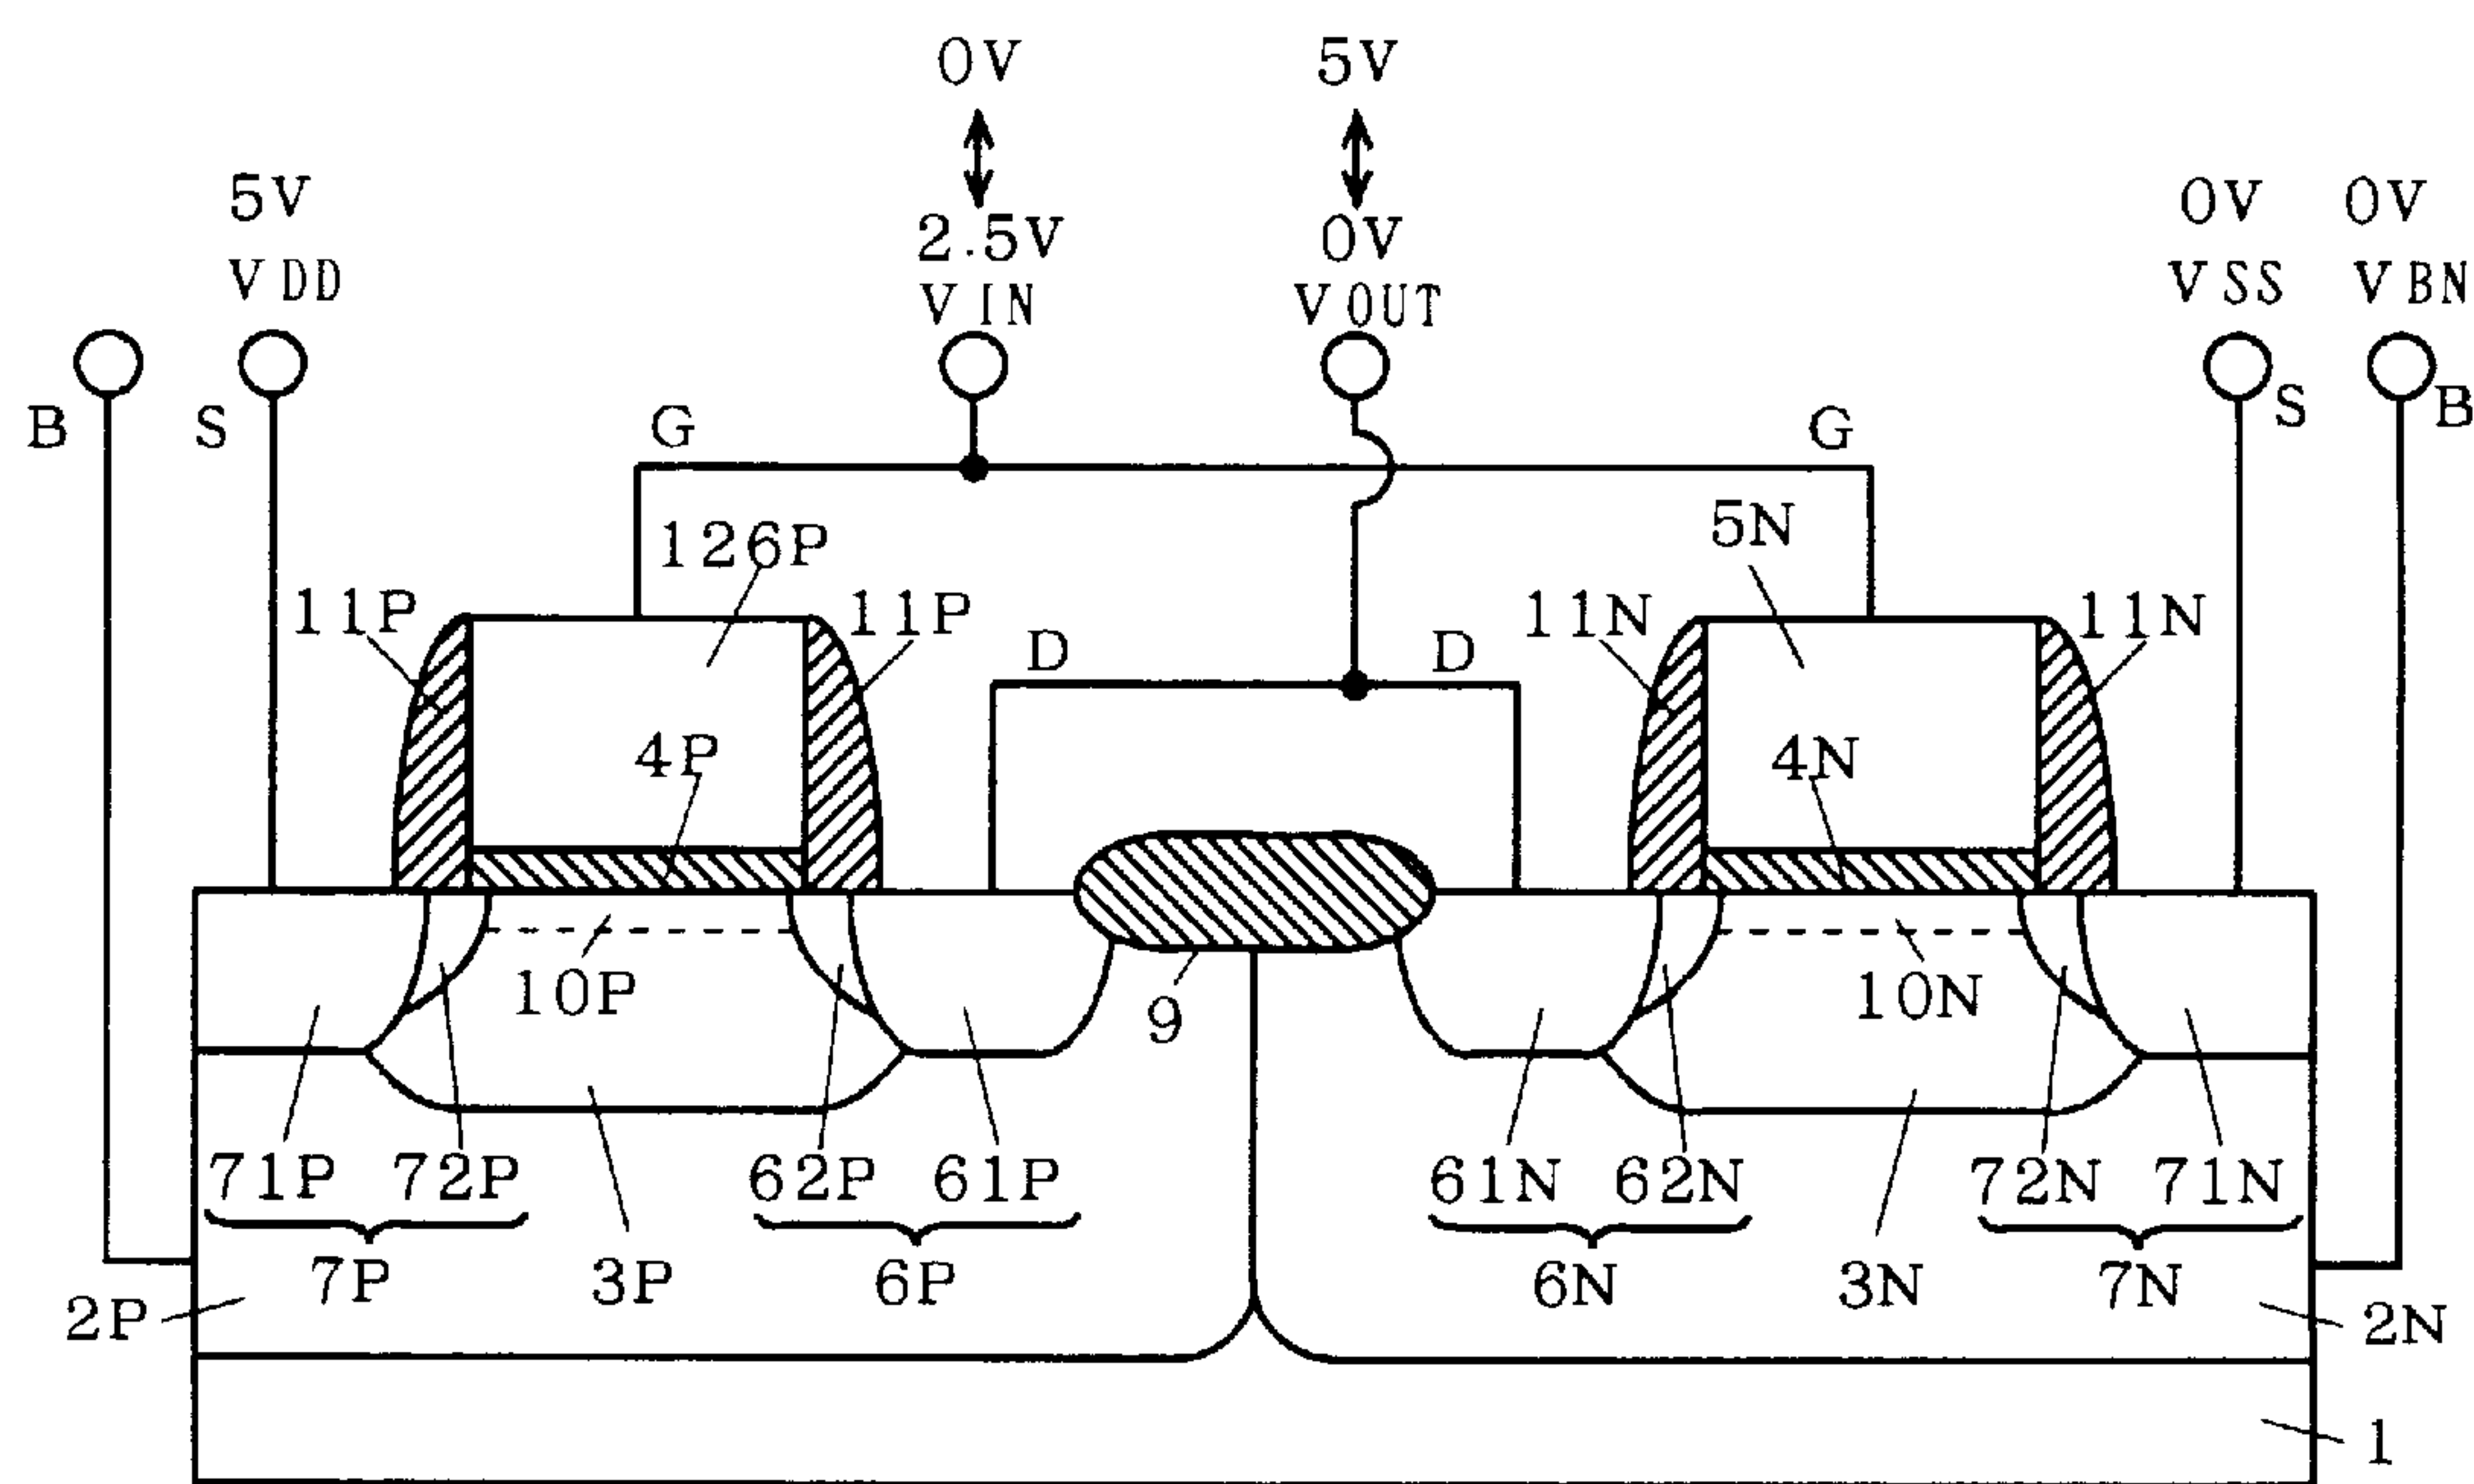 0V 5V
5V 2.5V 0V 0V 0V
VDD VIN VOUT VSS VBN
B S G G S B
126P 5N
11P 11P D D 11N 11N
4P 4N
10P 9 10N
71P 72P 62P 61P 61N 62N 72N 71N
7P 3P 6P 6N 3N 7N
2P 2N
1